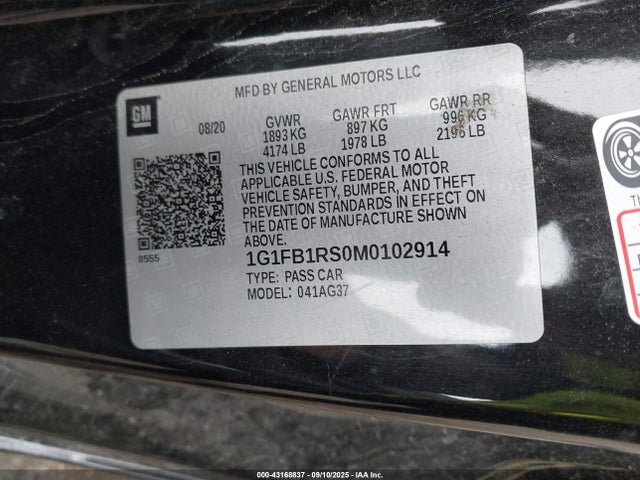 MFD BY GENERAL MOTORS LLC
GM
08/20
GVWR GAWR FRT GAWR RR
1893 KG 897 KG 996 KG
4174 LB 1978 LB 2196 LB
THIS VEHICLE CONFORMS TO ALL
APPLICABLE U.S. FEDERAL MOTOR
VEHICLE SAFETY, BUMPER, AND THEFT
PREVENTION STANDARDS IN EFFECT ON
THE DATE OF MANUFACTURE SHOWN
ABOVE.
8555
1G1FB1RS0M0102914
TYPE: PASS CAR
MODEL: 041AG37
00-43168837 - 09/10/2025 - IAA Inc.